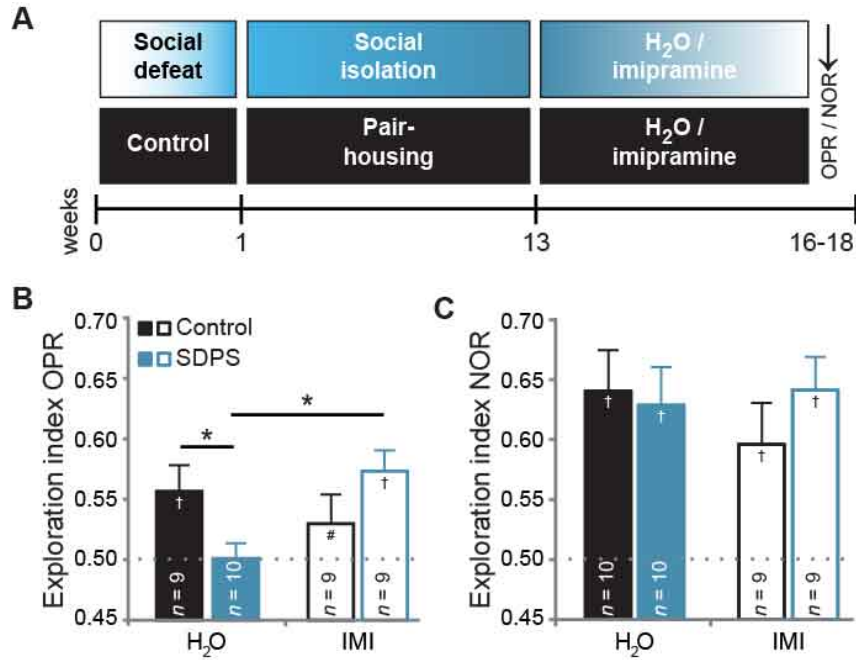 A
Social
defeat
Social
isolation
H₂O /
imipramine
Control
Pair-
housing
H₂O /
imipramine
OPR / NOR
weeks
0
1
13
16-18
B
Exploration index OPR
0.70
0.65
0.60
0.55
0.50
0.45
Control
SDPS
*
*
†
#
†
n = 9
n = 10
n = 9
n = 9
H₂O
IMI
C
Exploration index NOR
0.70
0.65
0.60
0.55
0.50
0.45
†
†
†
†
n = 10
n = 10
n = 9
n = 9
H₂O
IMI